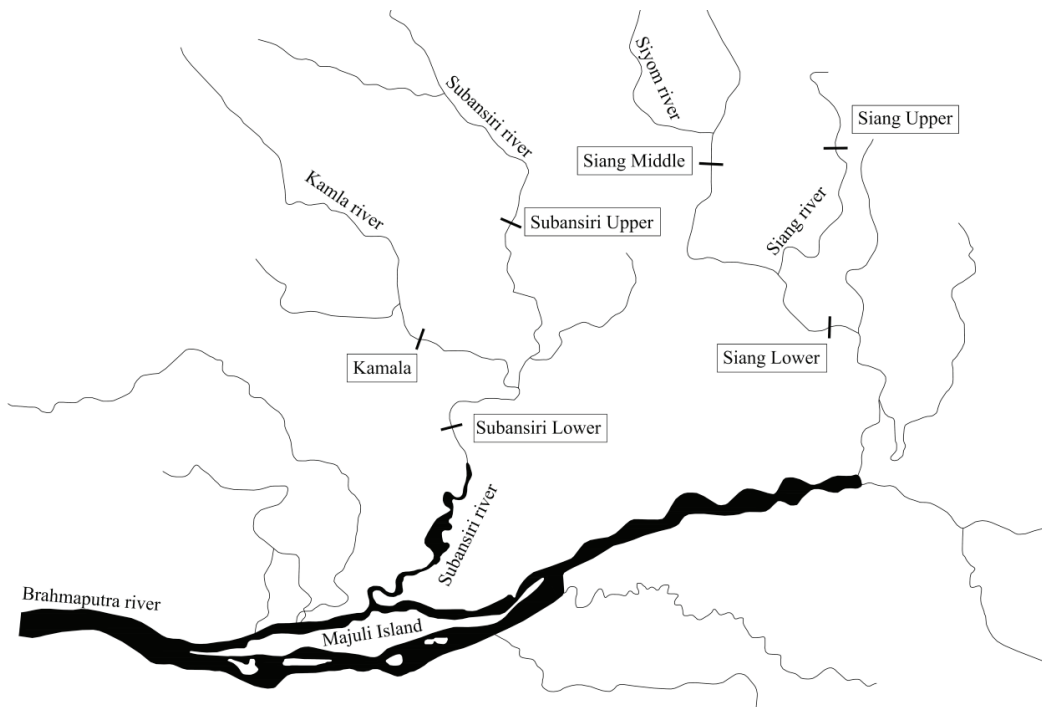 Siyom river
Subansiri river
Siang Upper
Siang Middle
Kamla river
Subansiri Upper
Siang river
Siang Lower
Kamala
Subansiri Lower
Subansiri river
Brahmaputra river
Majuli Island